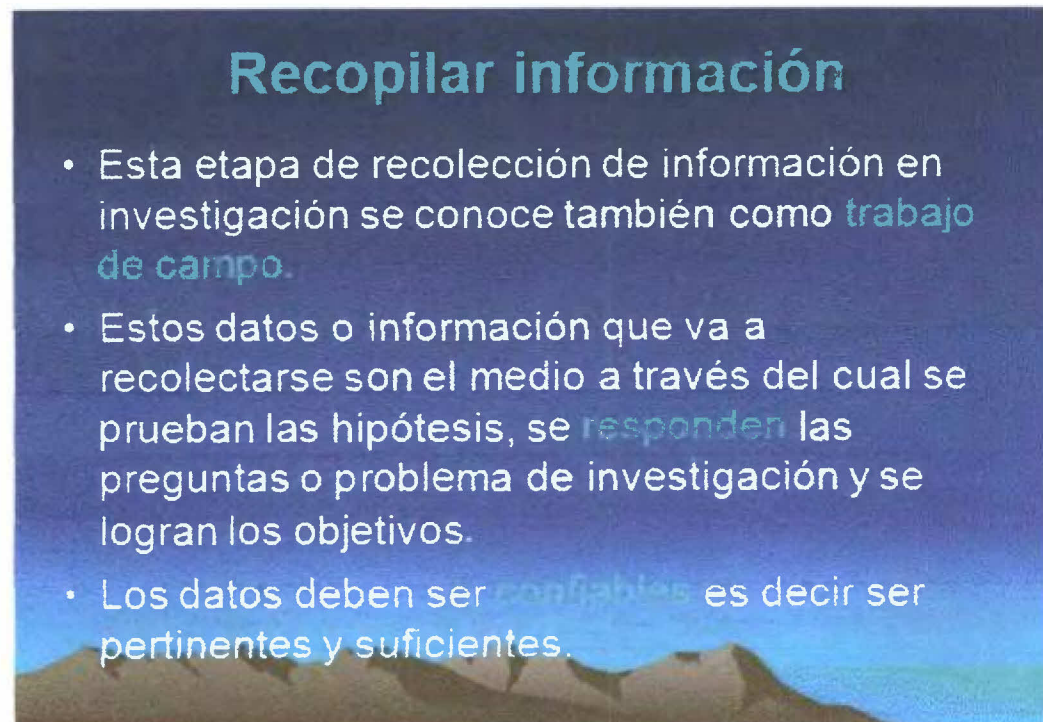 Recopilar información
• Esta etapa de recolección de información en
investigación se conoce también como trabajo
de campo.
• Estos datos o información que va a
recolectarse son el medio a través del cual se
prueban las hipótesis, se responden las
preguntas o problema de investigación y se
logran los objetivos.
• Los datos deben ser confiables es decir ser
pertinentes y suficientes.